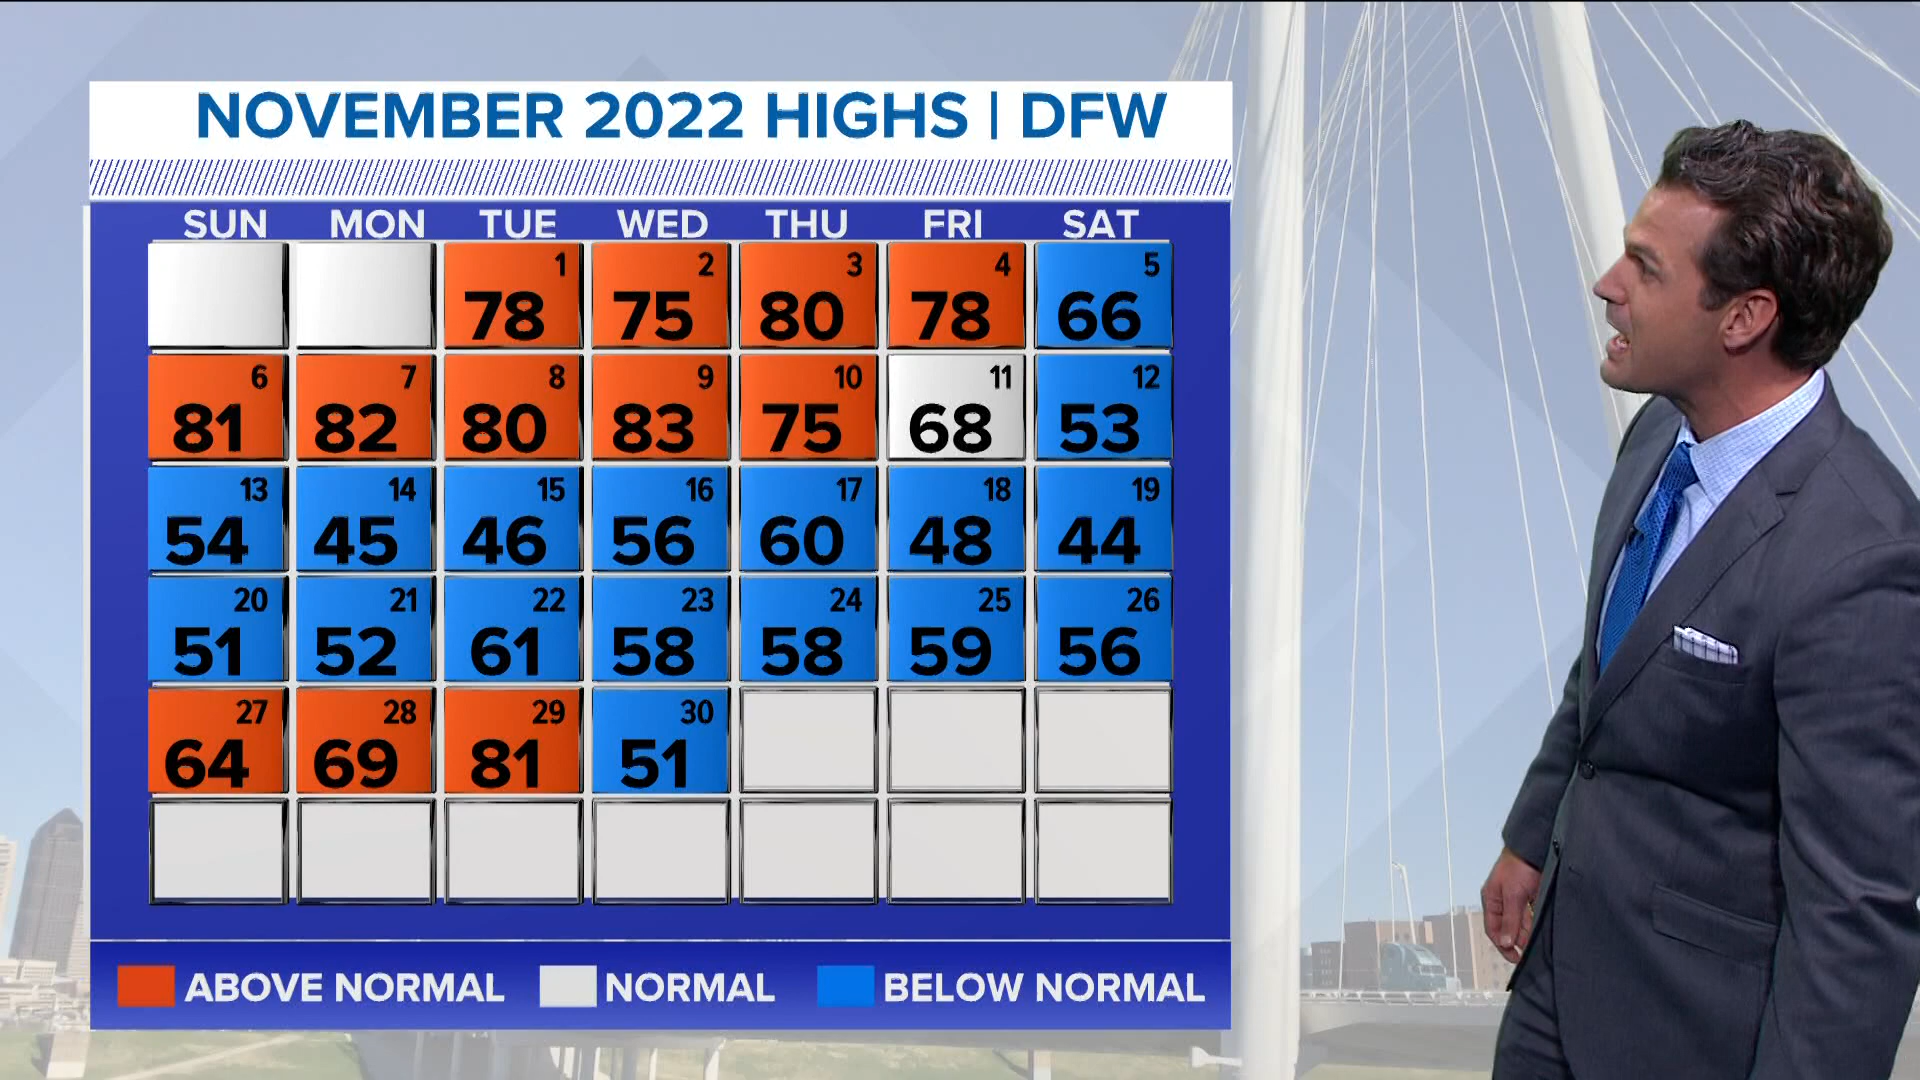 NOVEMBER 2022 HIGHS | DFW
SUN MON TUE WED THU FRI SAT
1 2 3 4 5
78 75 80 78 66
6 7 8 9 10 11 12
81 82 80 83 75 68 53
13 14 15 16 17 18 19
54 45 46 56 60 48 44
20 21 22 23 24 25 26
51 52 61 58 58 59 56
27 28 29 30
64 69 81 51
ABOVE NORMAL NORMAL BELOW NORMAL